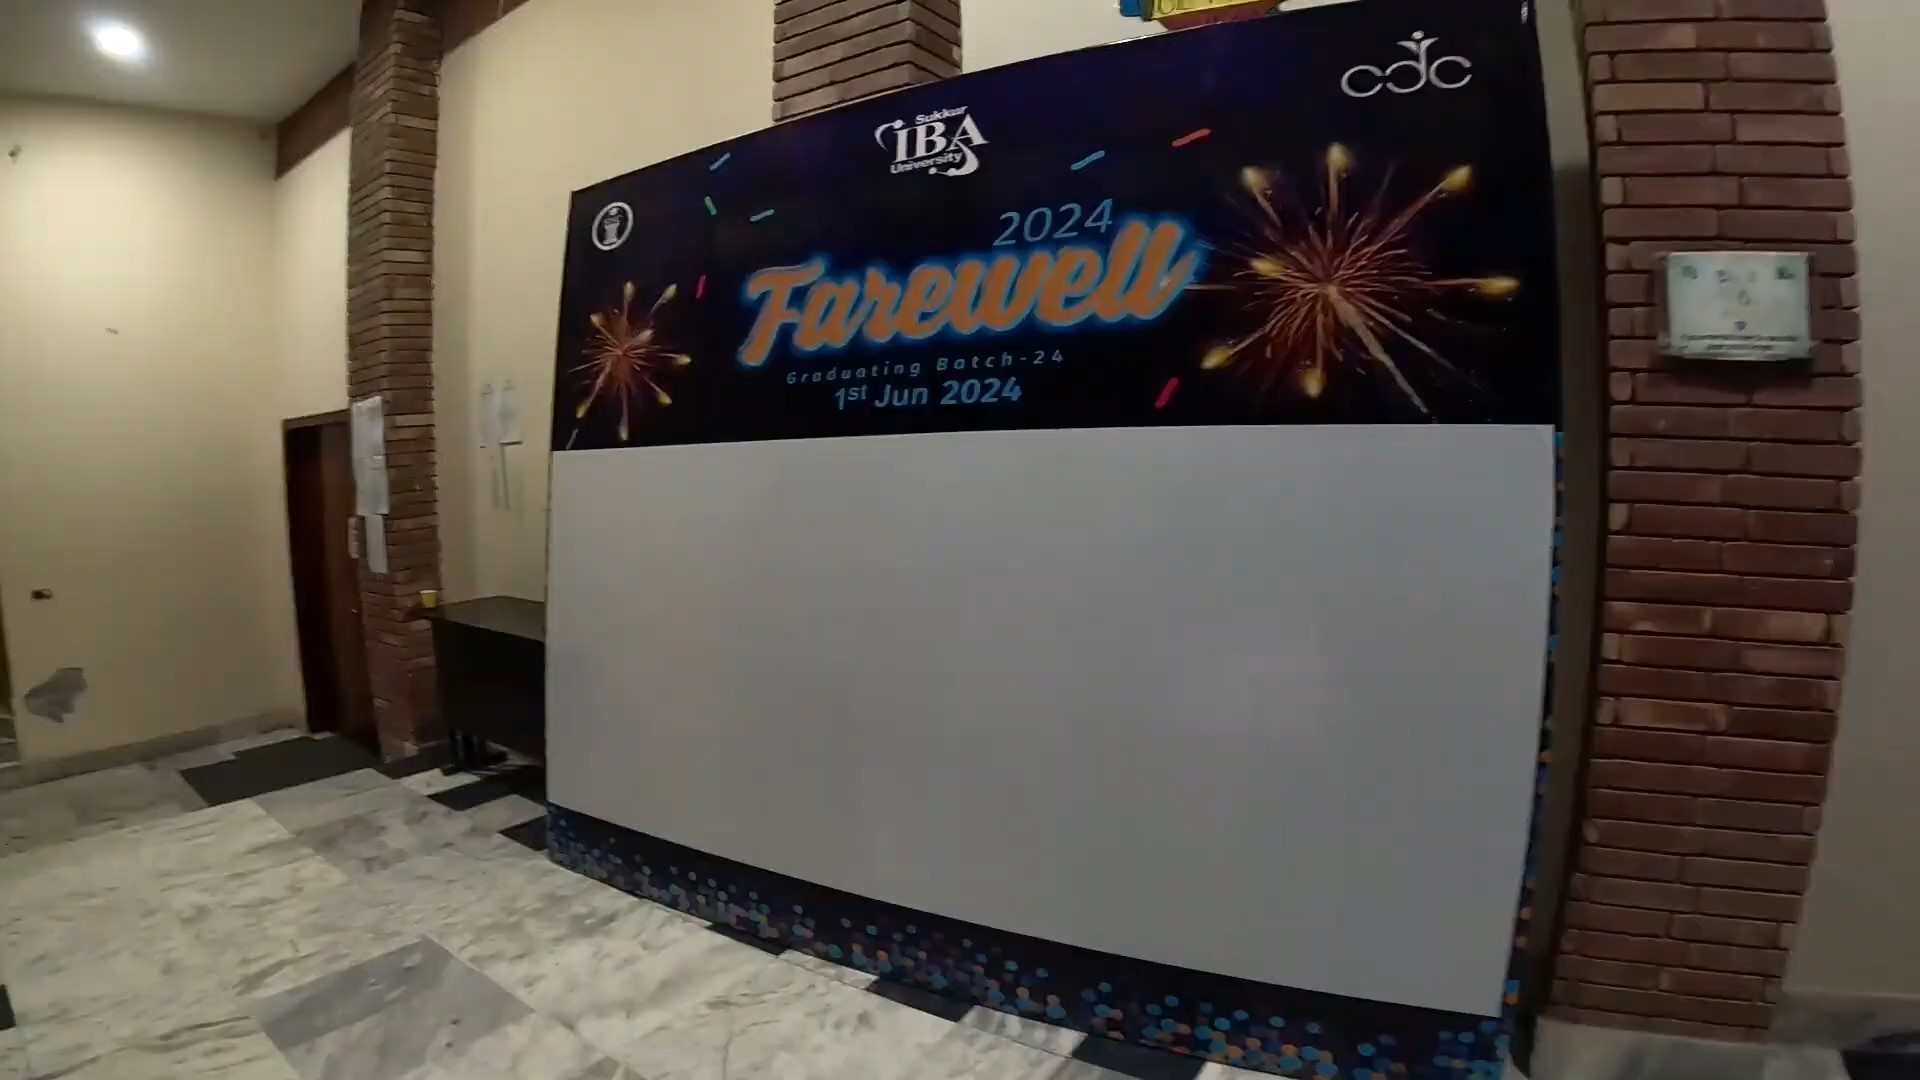 Sukkur
IBA
University
CDC
2024
Farewell
Graduating Batch-24
1st Jun 2024